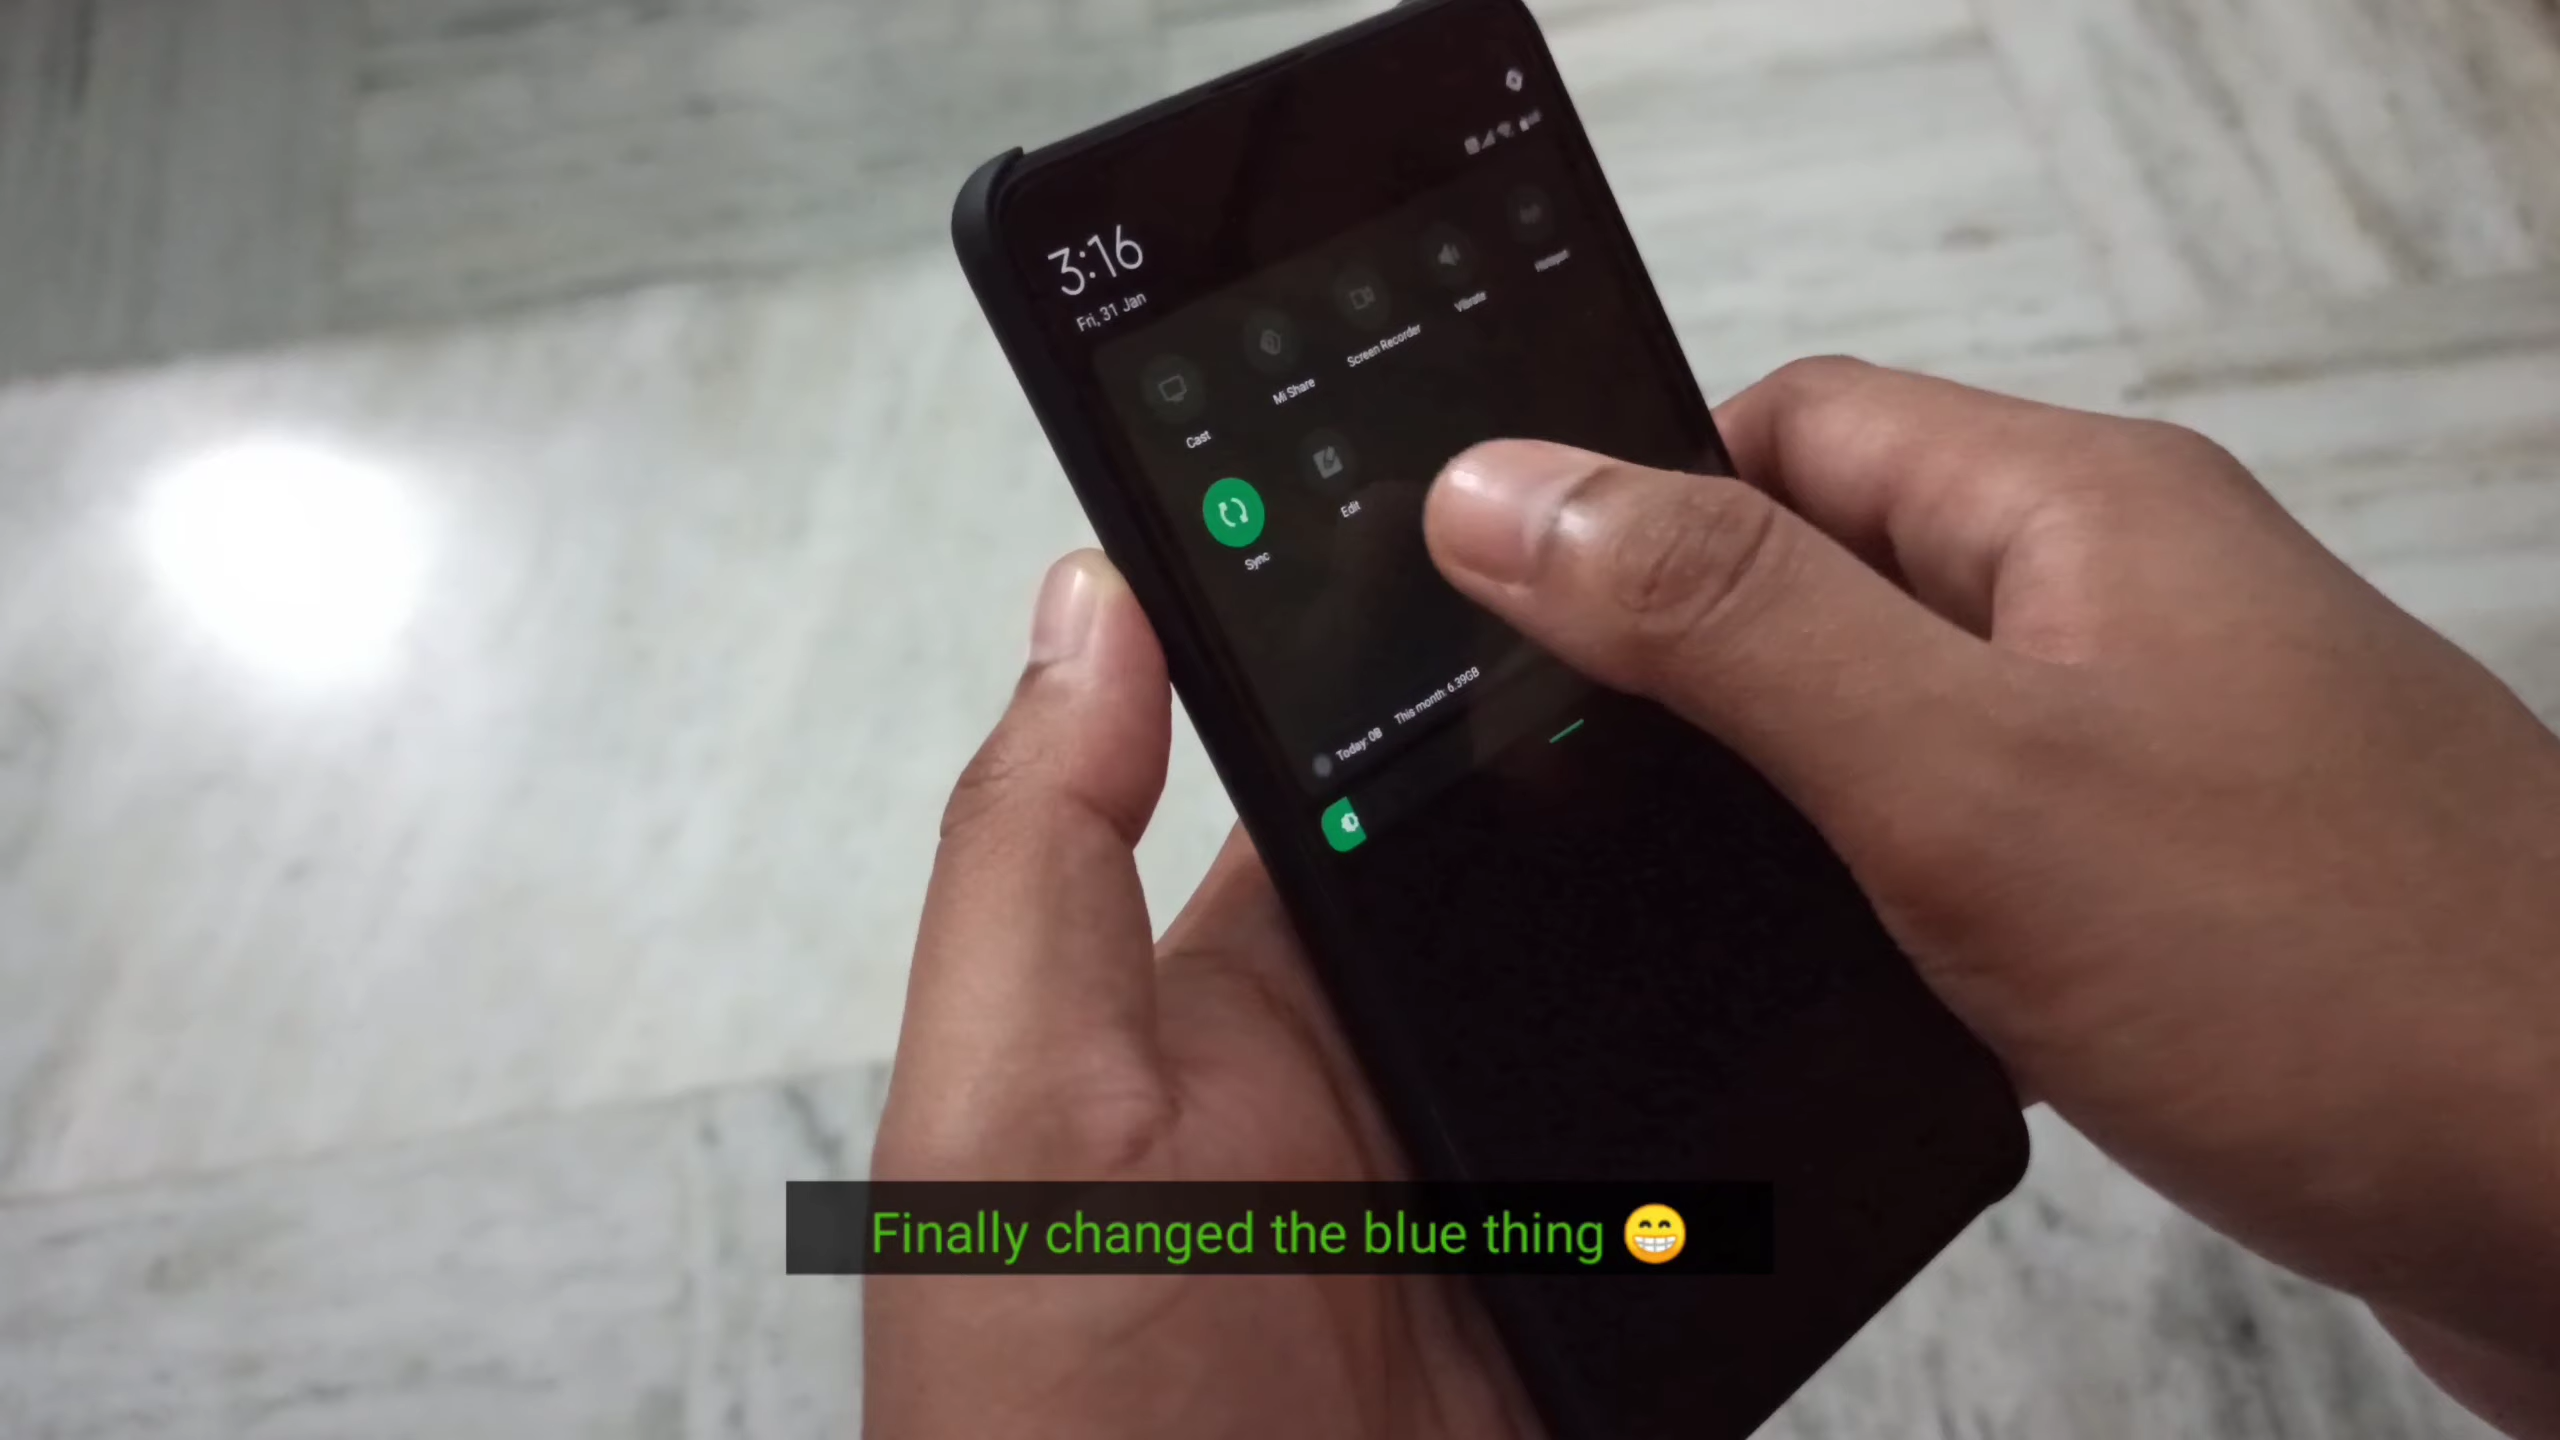 3:16
Fri, 31 Jan
Cast
Mi Share
Screen Recorder
Vibrate
Hotspot
Sync
Edit
Today: 0B This month: 6.39GB
Finally changed the blue thing 😁